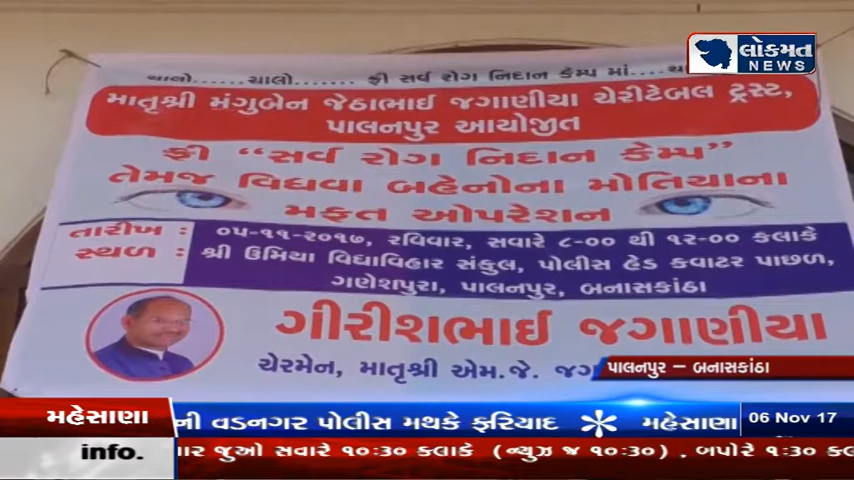 ચાલો......ચાલો....... ફ્રી સર્વ રોગ નિદાન કેમ્પ માં....
લોકમત
NEWS
માતૃશ્રી મંગુબેન જેઠાભાઈ જગાણીયા ચેરીટેબલ ટ્રસ્ટ,
પાલનપુર આયોજીત
ફ્રી “સર્વ રોગ નિદાન કેમ્પ”
તેમજ વિધવા બહેનોના મોતિયાના
મફત ઓપરેશન
તારીખ : ૦૫-૧૧-૨૦૧૭, રવિવાર, સવારે ૮-૦૦ થી ૧૨-૦૦ કલાકે
સ્થળ : શ્રી ઉમિયા વિદ્યાવિહાર સંકુલ, પોલીસ હેડ કવાટર પાછળ,
ગણેશપુરા, પાલનપુર, બનાસકાંઠા
ગીરીશભાઈ જગાણીયા
ચેરમેન, માતૃશ્રી એમ.જે.
પાલનપુર - બનાસકાંઠા
મહેસાણા
ની વડનગર પોલીસ મથકે ફરિયાદ * મહેસાણા
06 Nov 17
info.
જુઓ સવારે ૧૦:૩૦ કલાકે (ન્યુઝ જ ૧૦:૩૦) , બપોરે ૧:૩૦